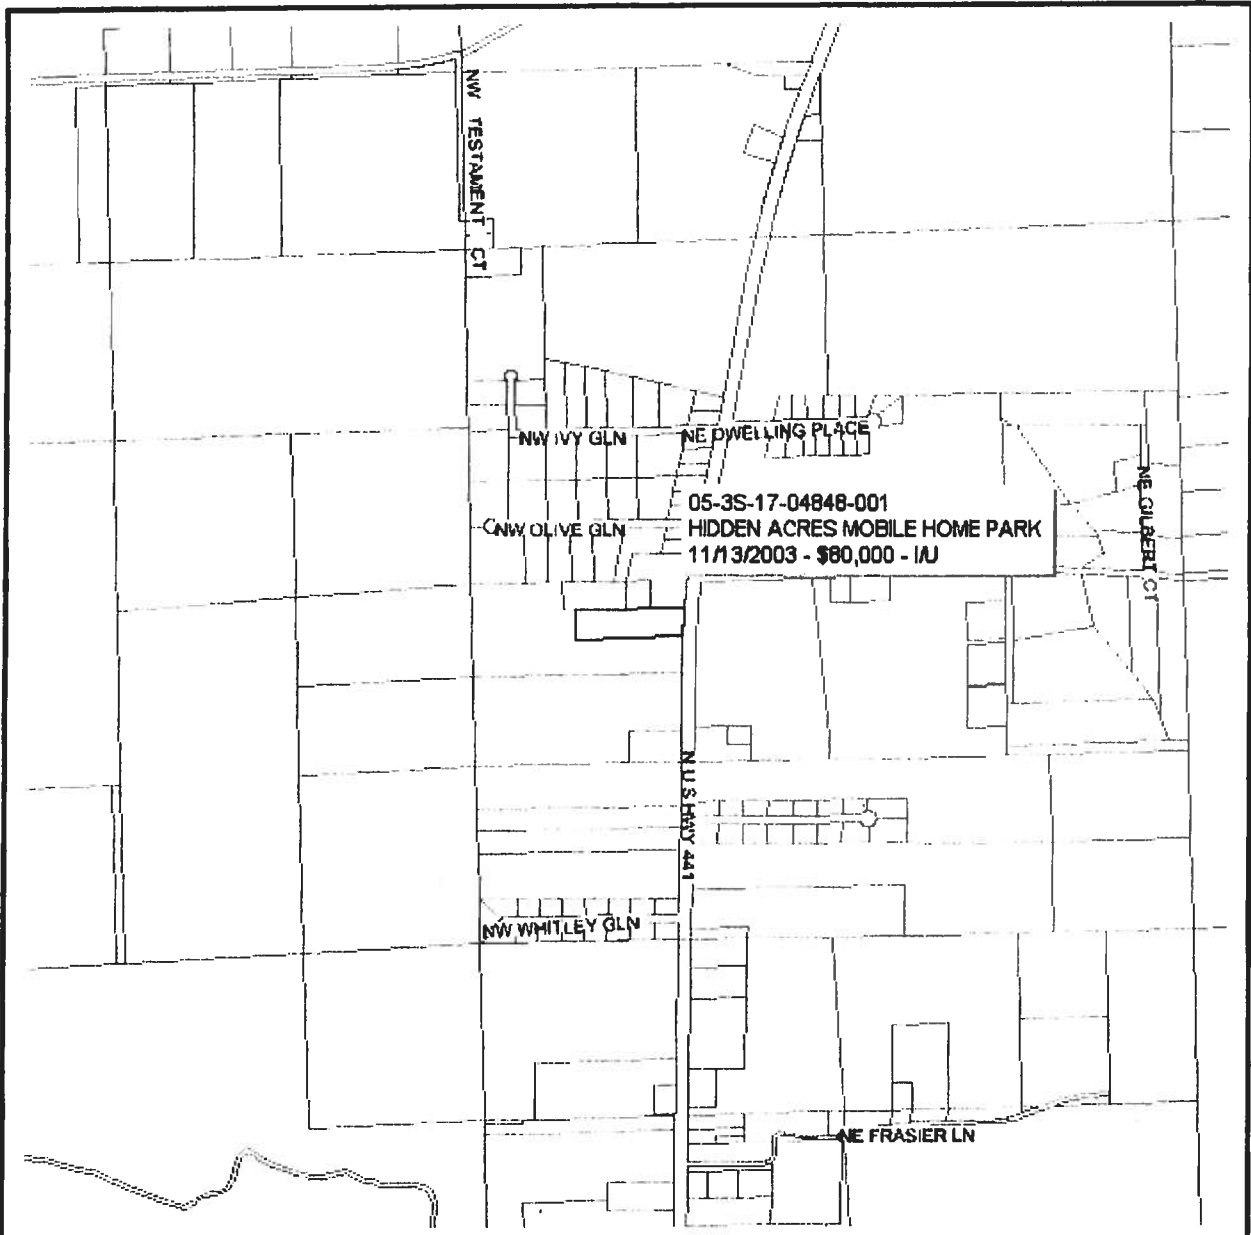 NW TESTAMENT CT
NW IVY GLN
NE DWELLING PLACE
NW OLIVE GLN
05-3S-17-04848-001
HIDDEN ACRES MOBILE HOME PARK
11/13/2003 - $80,000 - I/U
NE GILBERT CT
N U S HWY 441
NW WHITLEY GLN
NE FRASIER LN